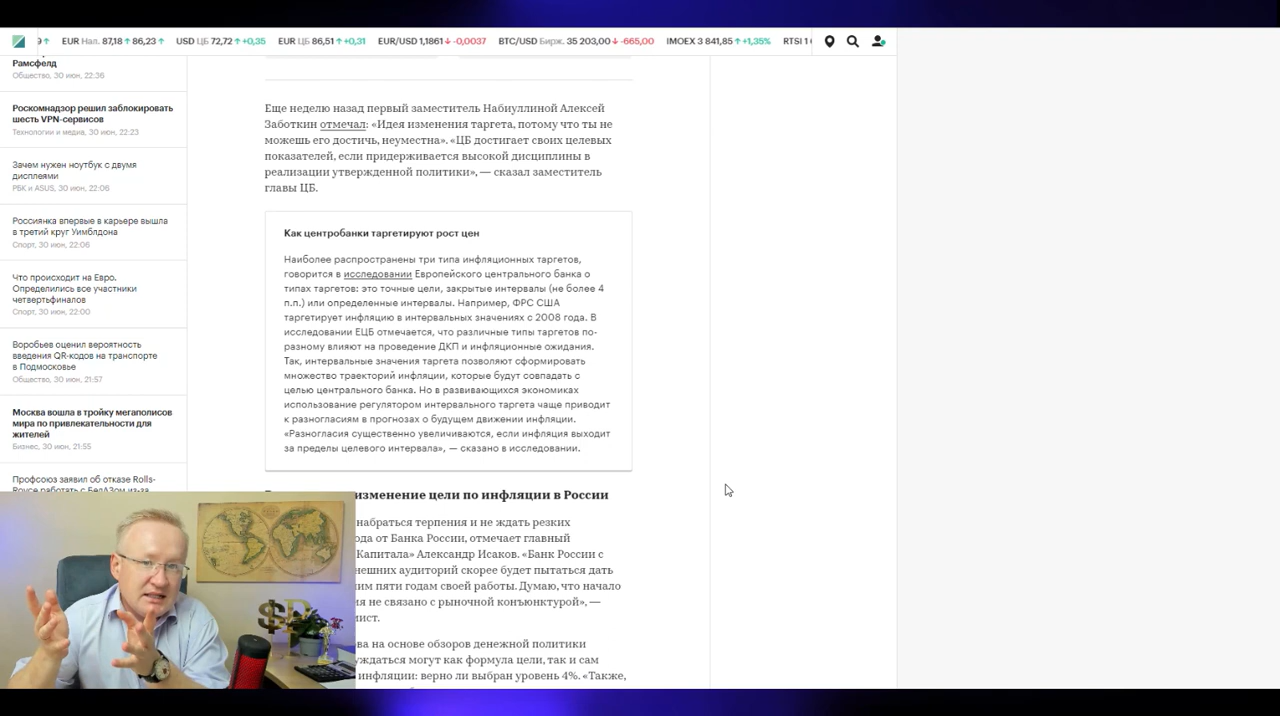 9↑ EUR Нал. 87,18↑ 86,23↑ USD ЦБ 72,72↑ +0,35 EUR ЦБ 86,51↑ +0,31 EUR/USD 1,1861↓ -0,0037 BTC/USD Бирж. 35 203,00↓ -665,00 IMOEX 3 841,85↑ +1,35% RTSI 1
Рамсфелд
Общество, 30 июн, 22:36
Роскомнадзор решил заблокировать
шесть VPN-сервисов
Технологии и медиа, 30 июн, 22:23
Зачем нужен ноутбук с двумя
дисплеями
РБК и ASUS, 30 июн, 22:06
Россиянка впервые в карьере вышла
в третий круг Уимблдона
Спорт, 30 июн, 22:06
Что происходит на Евро.
Определились все участники
четвертьфиналов
Спорт, 30 июн, 22:00
Воробьев оценил вероятность
введения QR-кодов на транспорте
в Подмосковье
Общество, 30 июн, 21:57
Москва вошла в тройку мегаполисов
мира по привлекательности для
жителей
Бизнес, 30 июн, 21:55
Профсоюз заявил об отказе Rolls-
Royce работать с БелАЗом из-за
Еще неделю назад первый заместитель Набиуллиной Алексей
Заботкин отмечал: «Идея изменения таргета, потому что ты не
можешь его достичь, неуместна». «ЦБ достигает своих целевых
показателей, если придерживается высокой дисциплины в
реализации утвержденной политики», — сказал заместитель
главы ЦБ.
Как центробанки таргетируют рост цен
Наиболее распространены три типа инфляционных таргетов,
говорится в исследовании Европейского центрального банка о
типах таргетов: это точные цели, закрытые интервалы (не более 4
п.п.) или определенные интервалы. Например, ФРС США
таргетирует инфляцию в интервальных значениях с 2008 года. В
исследовании ЕЦБ отмечается, что различные типы таргетов по-
разному влияют на проведение ДКП и инфляционные ожидания.
Так, интервальные значения таргета позволяют сформировать
множество траекторий инфляции, которые будут совпадать с
целью центрального банка. Но в развивающихся экономиках
использование регулятором интервального таргета чаще приводит
к разногласиям в прогнозах о будущем движении инфляции.
«Разногласия существенно увеличиваются, если инфляция выходит
за пределы целевого интервала», — сказано в исследовании.
изменение цели по инфляции в России
набраться терпения и не ждать резких
ода от Банка России, отмечает главный
Капитала» Александр Исаков. «Банк России с
нешних аудиторий скорее будет пытаться дать
им пяти годам своей работы. Думаю, что начало
ия не связано с рыночной конъюнктурой», —
ист.
ва на основе обзоров денежной политики
уждаться могут как формула цели, так и сам
инфляции: верно ли выбран уровень 4%. «Также,